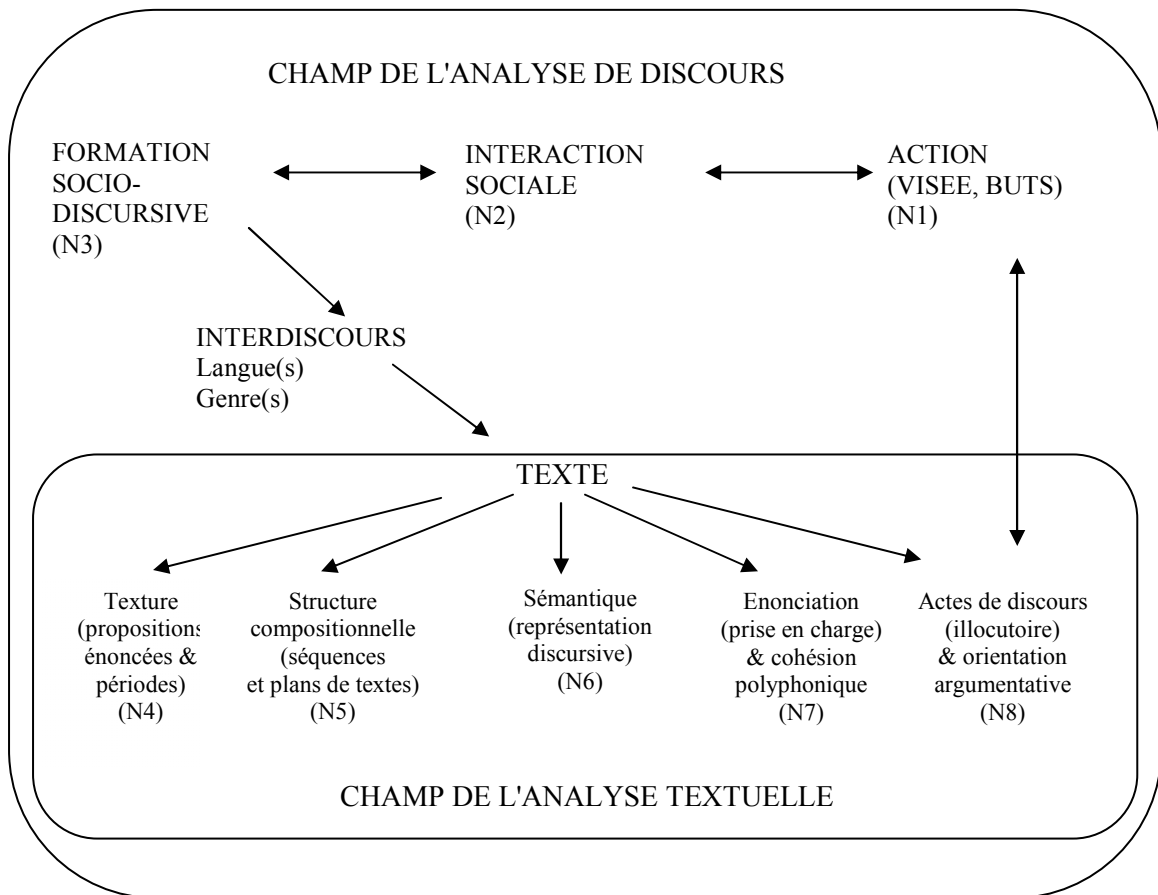 CHAMP DE L'ANALYSE DE DISCOURS
FORMATION
SOCIO-
DISCURSIVE
(N3)
INTERACTION
SOCIALE
(N2)
ACTION
(VISEE, BUTS)
(N1)
INTERDISCOURS
Langue(s)
Genre(s)
TEXTE
Texture
(propositions
énoncées &
périodes)
(N4)
Structure
compositionnelle
(séquences
et plans de textes)
(N5)
Sémantique
(représentation
discursive)
(N6)
Enonciation
(prise en charge)
& cohésion
polyphonique
(N7)
Actes de discours
(illocutoire)
& orientation
argumentative
(N8)
CHAMP DE L'ANALYSE TEXTUELLE